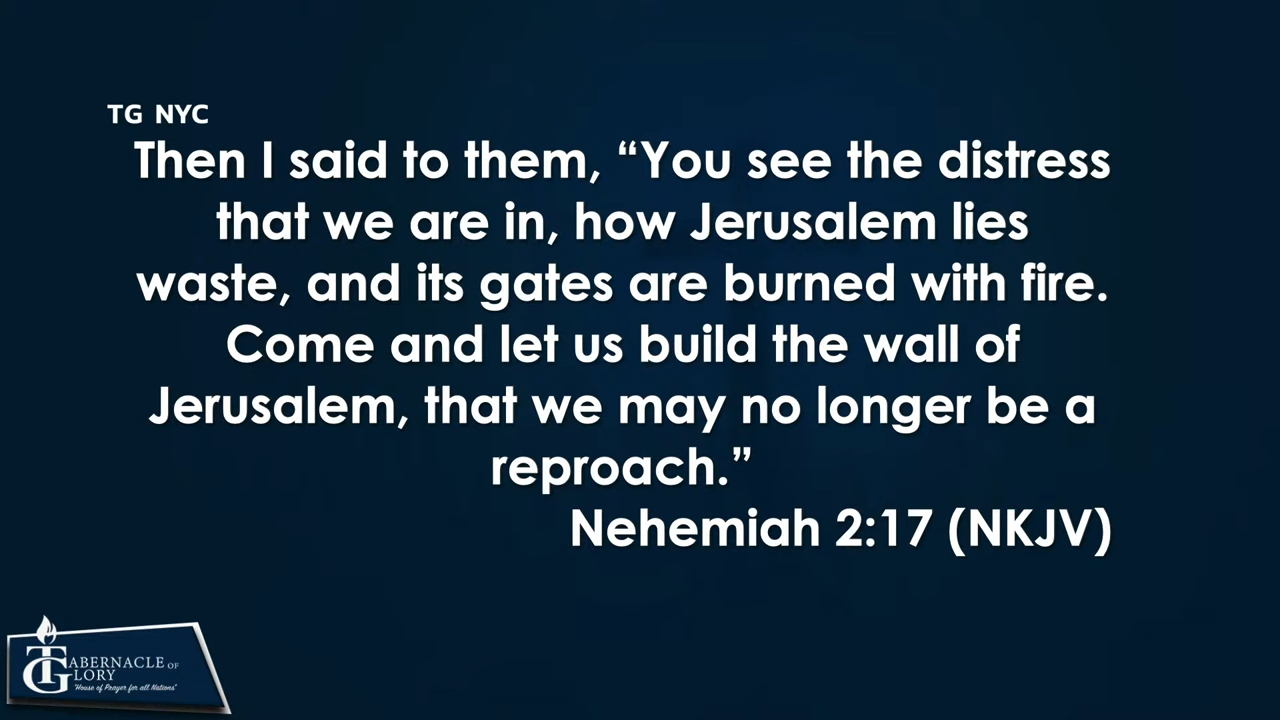 TG NYC
Then I said to them, “You see the distress
that we are in, how Jerusalem lies
waste, and its gates are burned with fire.
Come and let us build the wall of
Jerusalem, that we may no longer be a
reproach.”
Nehemiah 2:17 (NKJV)
TABERNACLE OF
GLORY
"House of Prayer for all Nations"